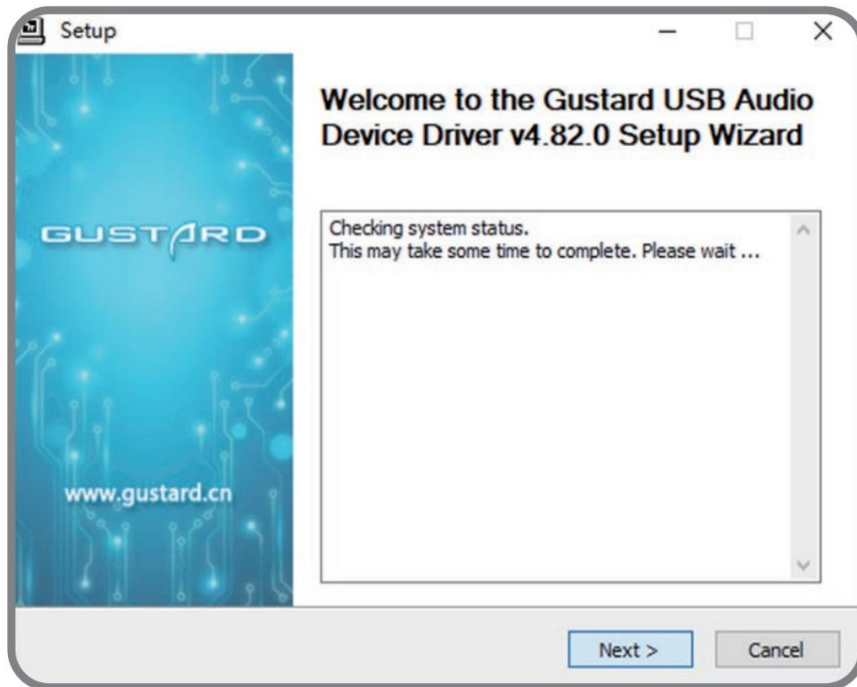 Setup
Welcome to the Gustard USB Audio
Device Driver v4.82.0 Setup Wizard
GUSTARD
Checking system status.
This may take some time to complete. Please wait ...
www.gustard.cn
Next >
Cancel